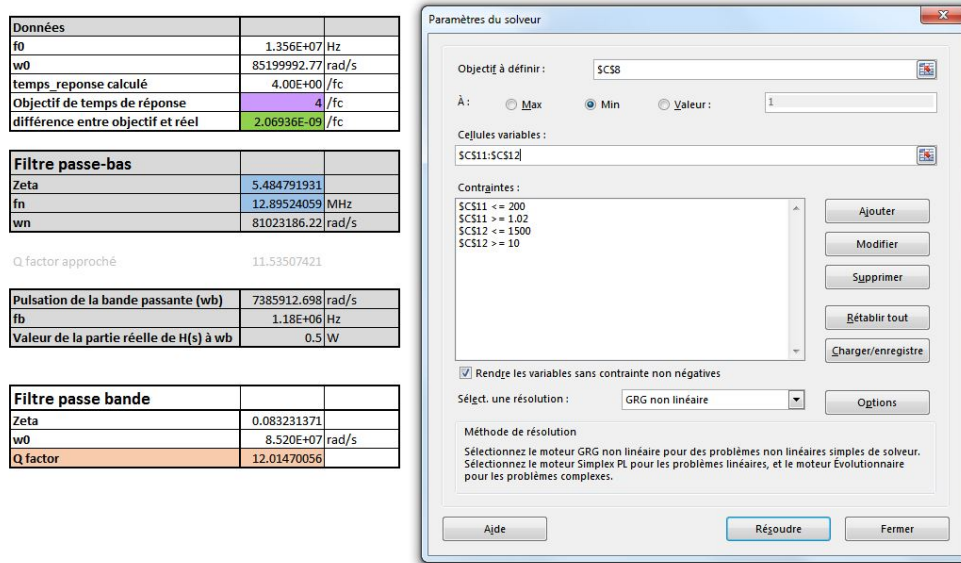 Données
f0 1.356E+07 Hz
w0 85199992.77 rad/s
temps_reponse calculé 4.00E+00 /fc
Objectif de temps de réponse 4 /fc
différence entre objectif et réel 2.06936E-09 /fc
Filtre passe-bas
Zeta 5.484791931
fn 12.89524059 MHz
wn 81023186.22 rad/s
Q factor approché 11.53507421
Pulsation de la bande passante (wb) 7385912.698 rad/s
fb 1.18E+06 Hz
Valeur de la partie réelle de H(s) à wb 0.5 W
Filtre passe bande
Zeta 0.083231371
w0 8.520E+07 rad/s
Q factor 12.01470056
Paramètres du solveur
Objectif à définir : $C$8
À : Max Min Valeur : 1
Cellules variables :
$C$11:$C$12
Contraintes :
$C$11 <= 200
$C$11 >= 1.02
$C$12 <= 1500
$C$12 >= 10
Ajouter
Modifier
Supprimer
Rétablir tout
Charger/enregistre
Rendre les variables sans contrainte non négatives
Sélect. une résolution : GRG non linéaire
Options
Méthode de résolution
Sélectionnez le moteur GRG non linéaire pour des problèmes non linéaires simples de solveur.
Sélectionnez le moteur Simplex PL pour les problèmes linéaires, et le moteur Évolutionnaire
pour les problèmes complexes.
Aide
Résoudre
Fermer